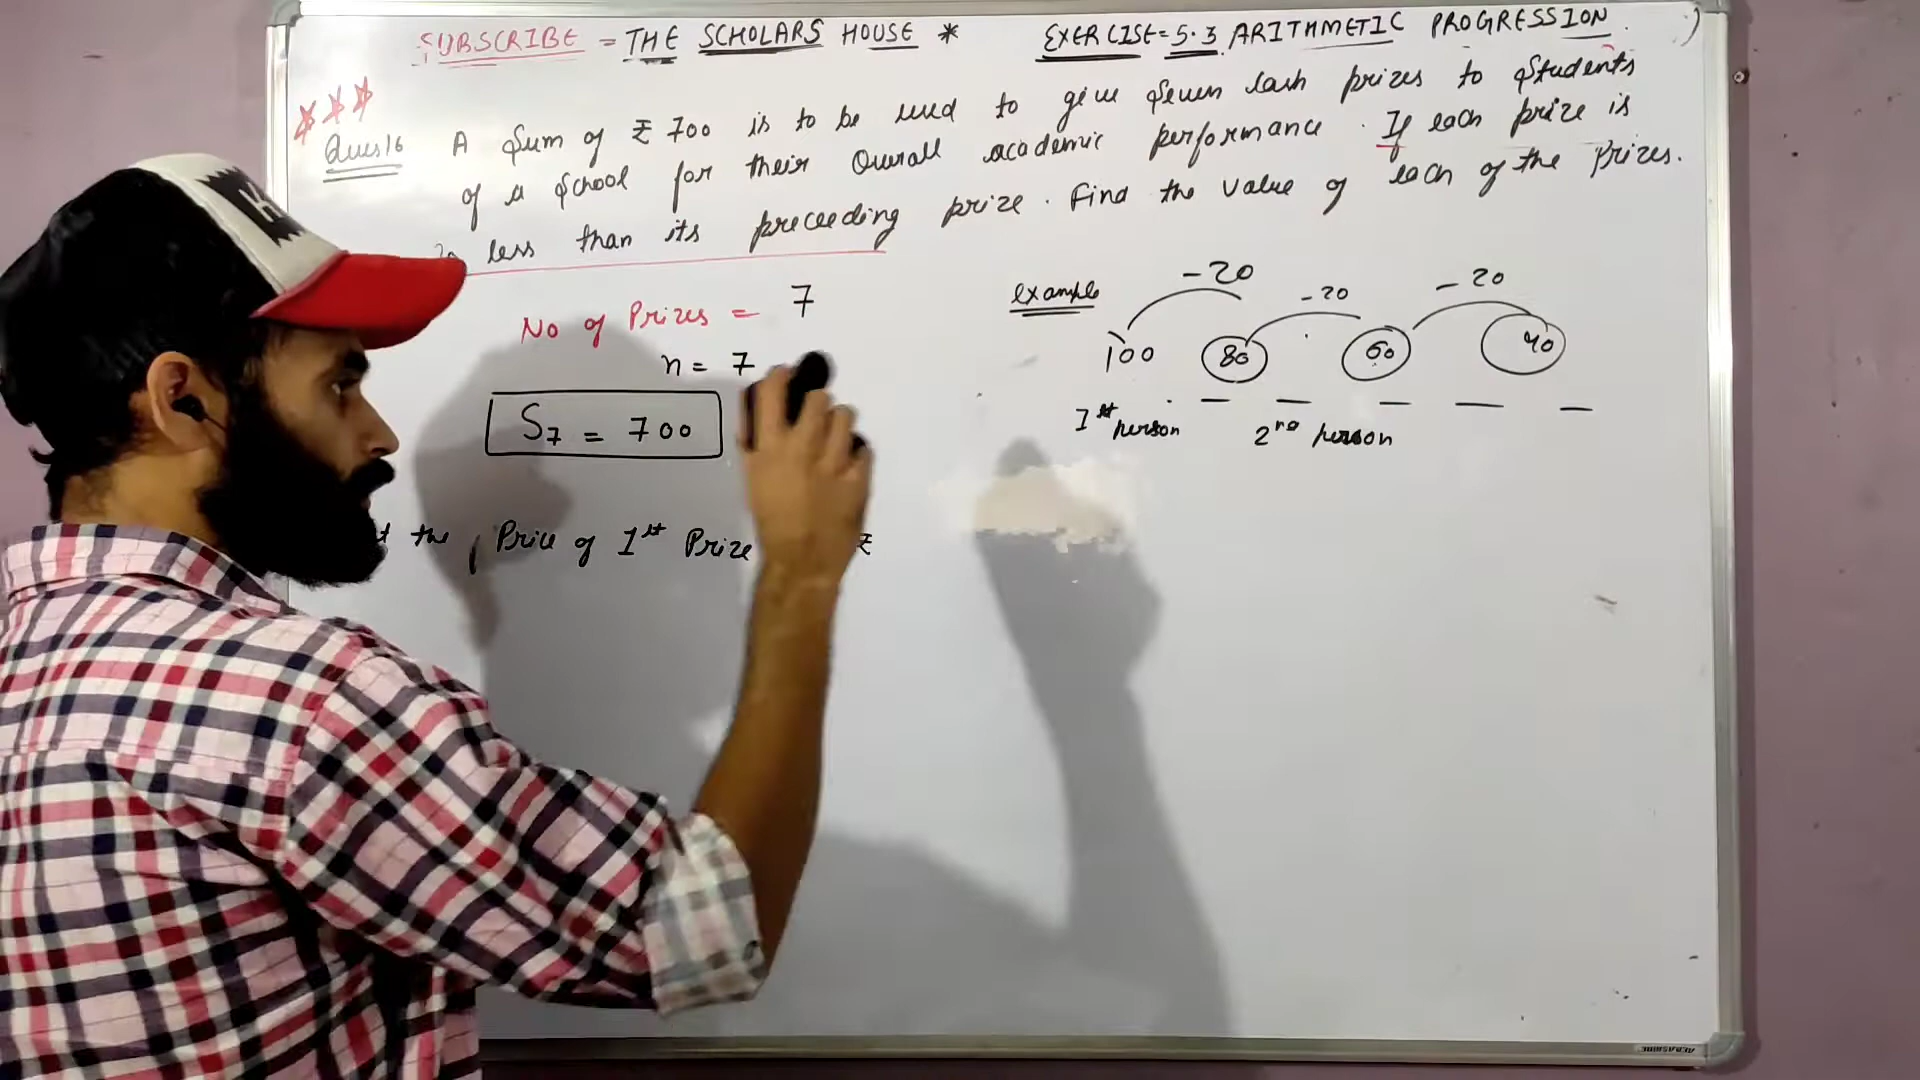 SUBSCRIBE = THE SCHOLARS HOUSE * EXERCISE = 5.3 ARITHMETIC PROGRESSION.
Ques 16 A Sum of ₹ 700 is to be used to give Seven cash prizes to Students
of a School for their Overall academic performance. If each prize is
less than its preceeding prize. Find the value of each of the Prizes.
No of Prizes = 7
n = 7
S7 = 700
the Price of 1st Prize ₹
example
-20 -20 -20
100 80 60 40
1st person 2nd person